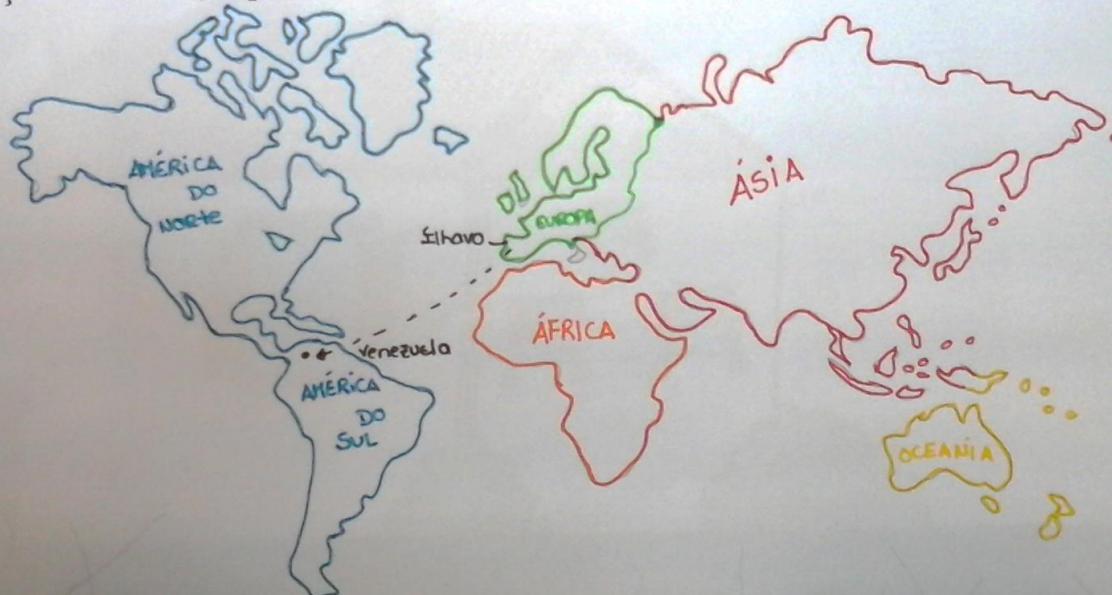 AMÉRICA
DO
NORte
Ílhavo
EUROPA
ÁSiA
ÁFRICA
Venezuela
AMÉRiCA
DO
SUL
OCEANiA